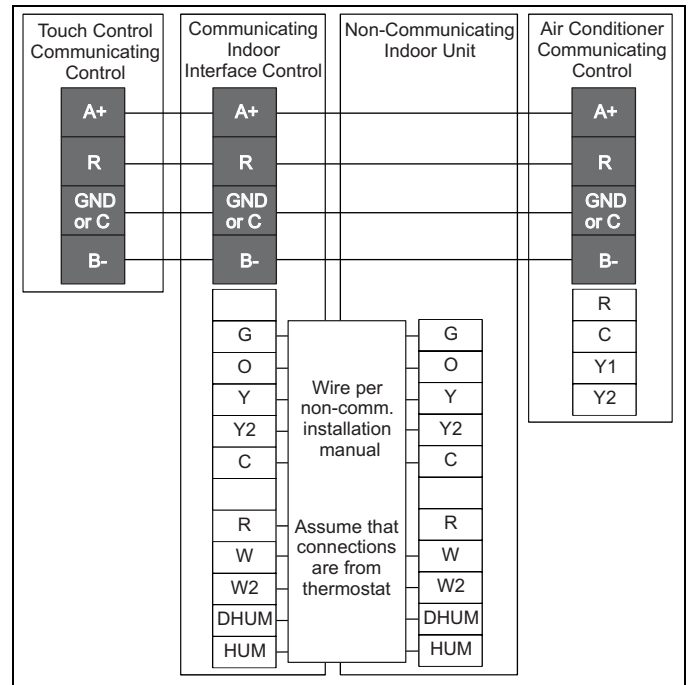 Touch Control
Communicating
Control
A+
R
GND
or C
B-
Communicating
Indoor
Interface Control
A+
R
GND
or C
B-
G
O
Y
Y2
C
R
W
W2
DHUM
HUM
Wire per
non-comm.
installation
manual
Assume that
connections
are from
thermostat
Non-Communicating
Indoor Unit
G
O
Y
Y2
C
R
W
W2
DHUM
HUM
Air Conditioner
Communicating
Control
A+
R
GND
or C
B-
R
C
Y1
Y2